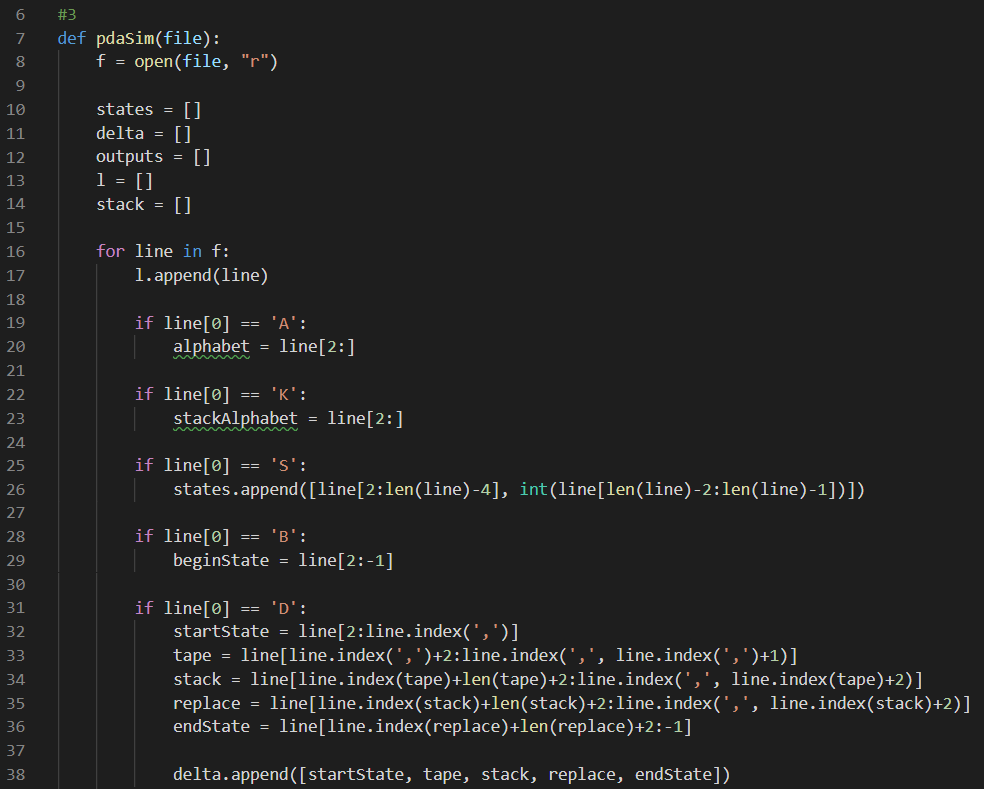 6 #3
7 def pdaSim(file):
8     f = open(file, "r")
9
10     states = []
11     delta = []
12     outputs = []
13     l = []
14     stack = []
15
16     for line in f:
17         l.append(line)
18
19         if line[0] == 'A':
20             alphabet = line[2:]
21
22         if line[0] == 'K':
23             stackAlphabet = line[2:]
24
25         if line[0] == 'S':
26             states.append([line[2:len(line)-4], int(line[len(line)-2:len(line)-1])])
27
28         if line[0] == 'B':
29             beginState = line[2:-1]
30
31         if line[0] == 'D':
32             startState = line[2:line.index(',')]
33             tape = line[line.index(',')+2:line.index(',', line.index(',')+1)]
34             stack = line[line.index(tape)+len(tape)+2:line.index(',', line.index(tape)+2)]
35             replace = line[line.index(stack)+len(stack)+2:line.index(',', line.index(stack)+2)]
36             endState = line[line.index(replace)+len(replace)+2:-1]
37
38             delta.append([startState, tape, stack, replace, endState])